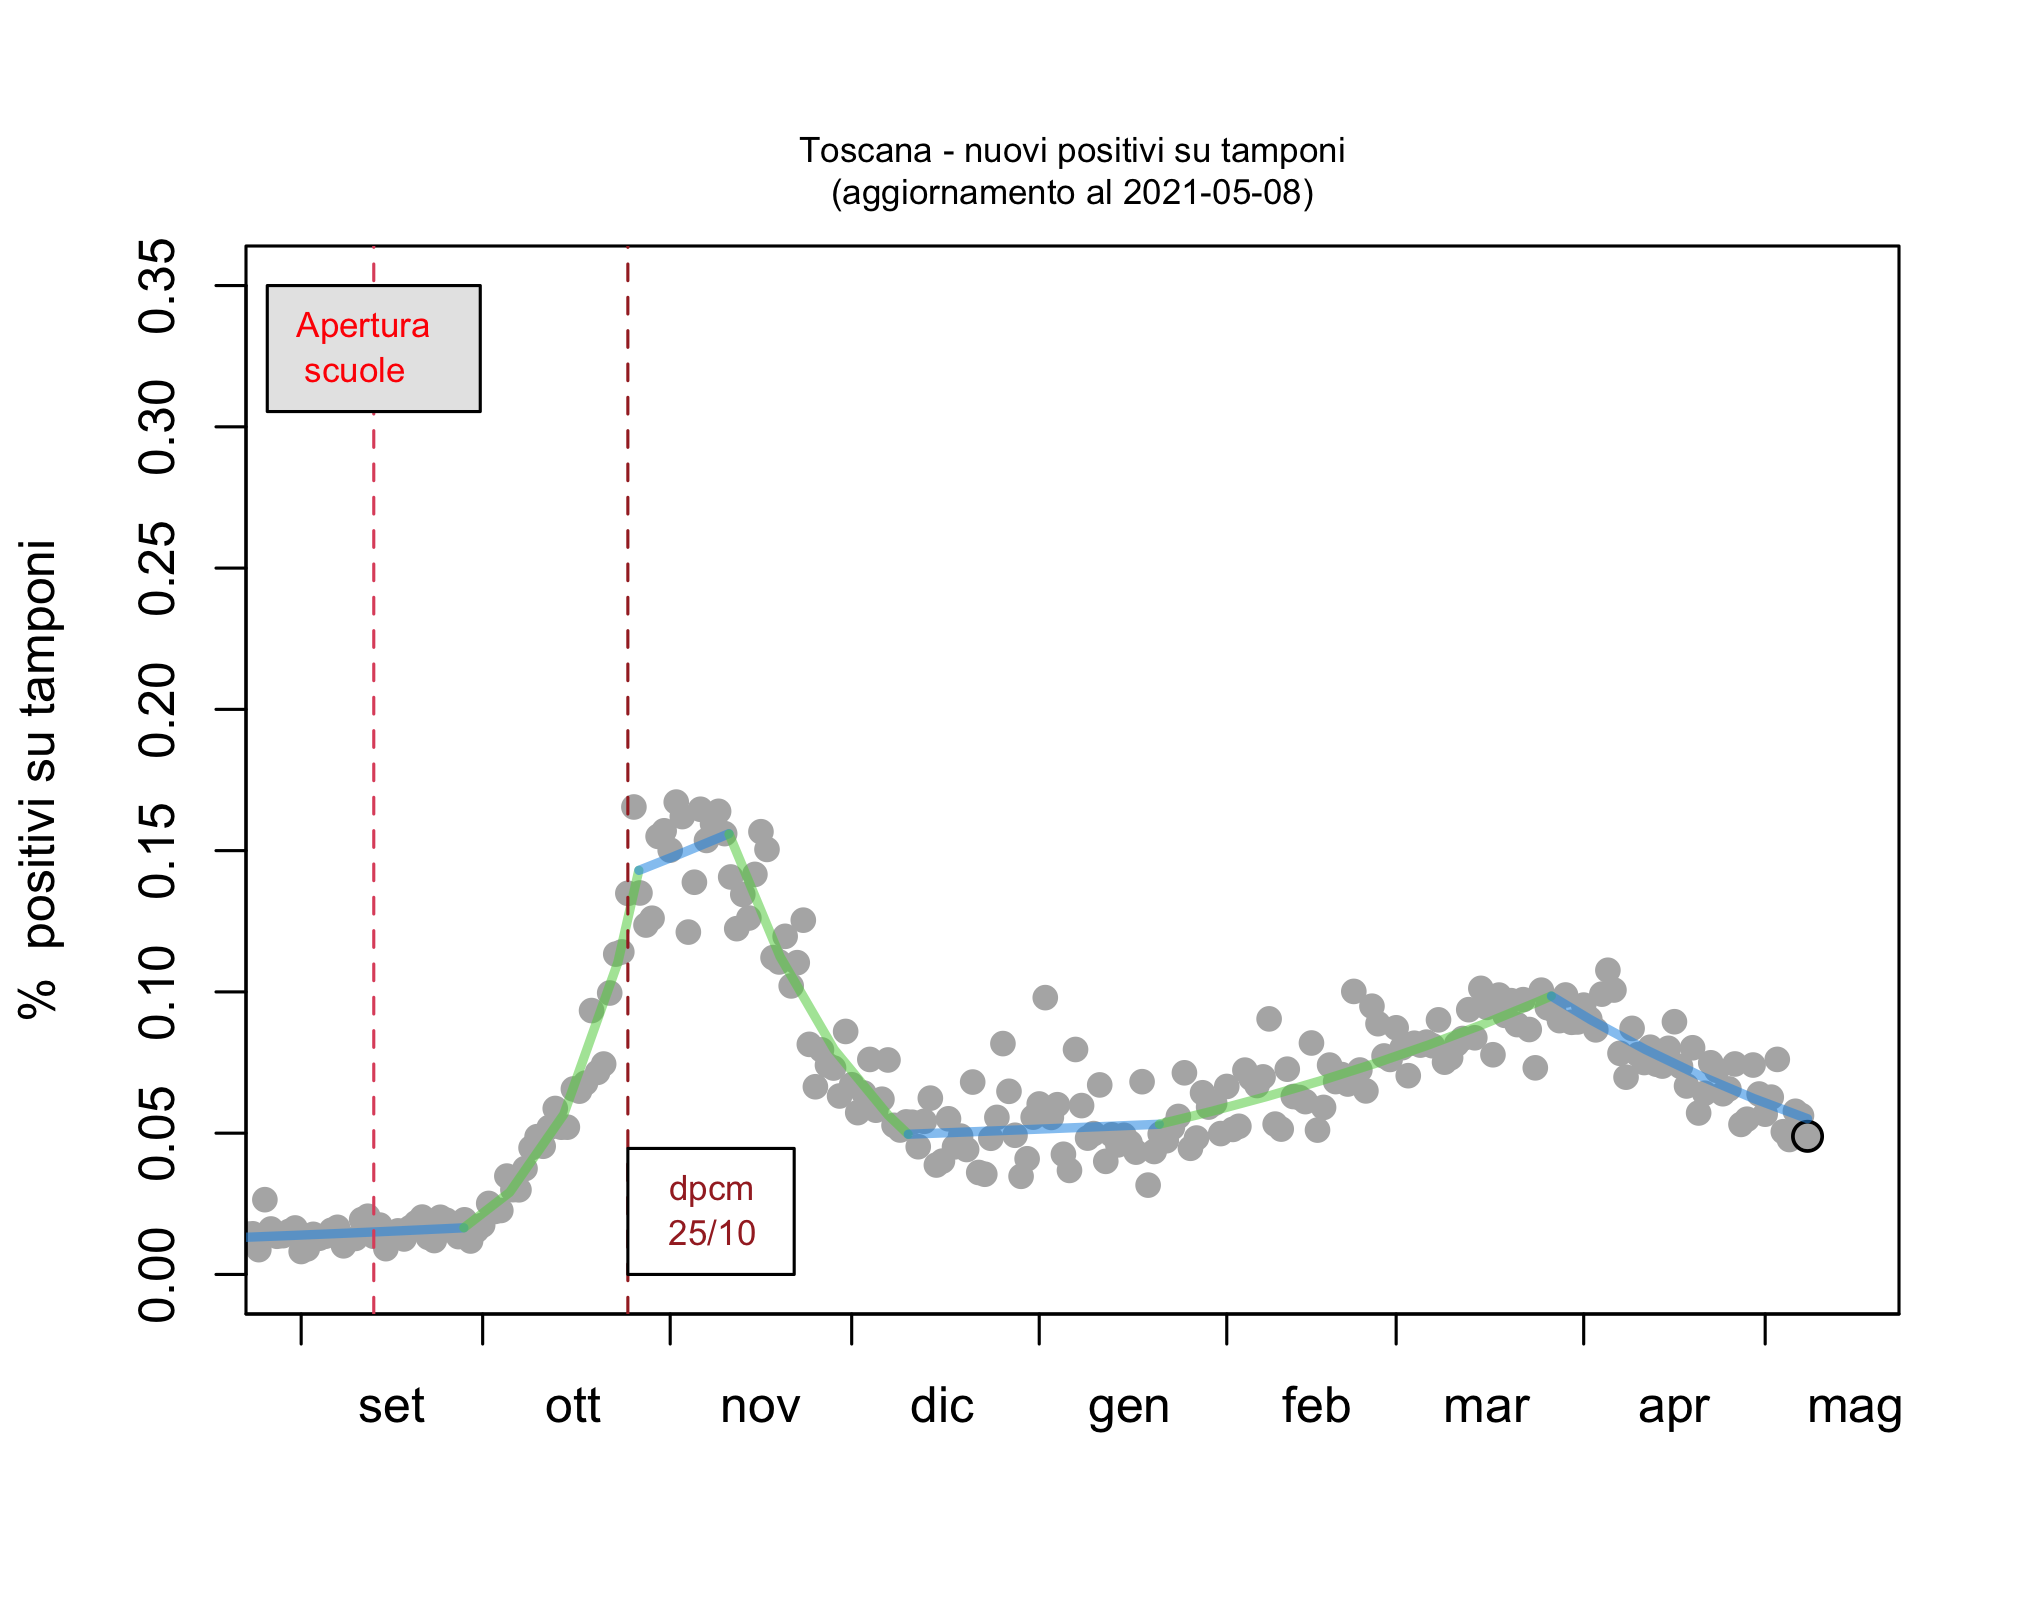 Toscana - nuovi positivi su tamponi
(aggiornamento al 2021-05-08)
% positivi su tamponi
0.35
0.30
0.25
0.20
0.15
0.10
0.05
0.00
Apertura
scuole
dpcm
25/10
set ott nov dic gen feb mar apr mag